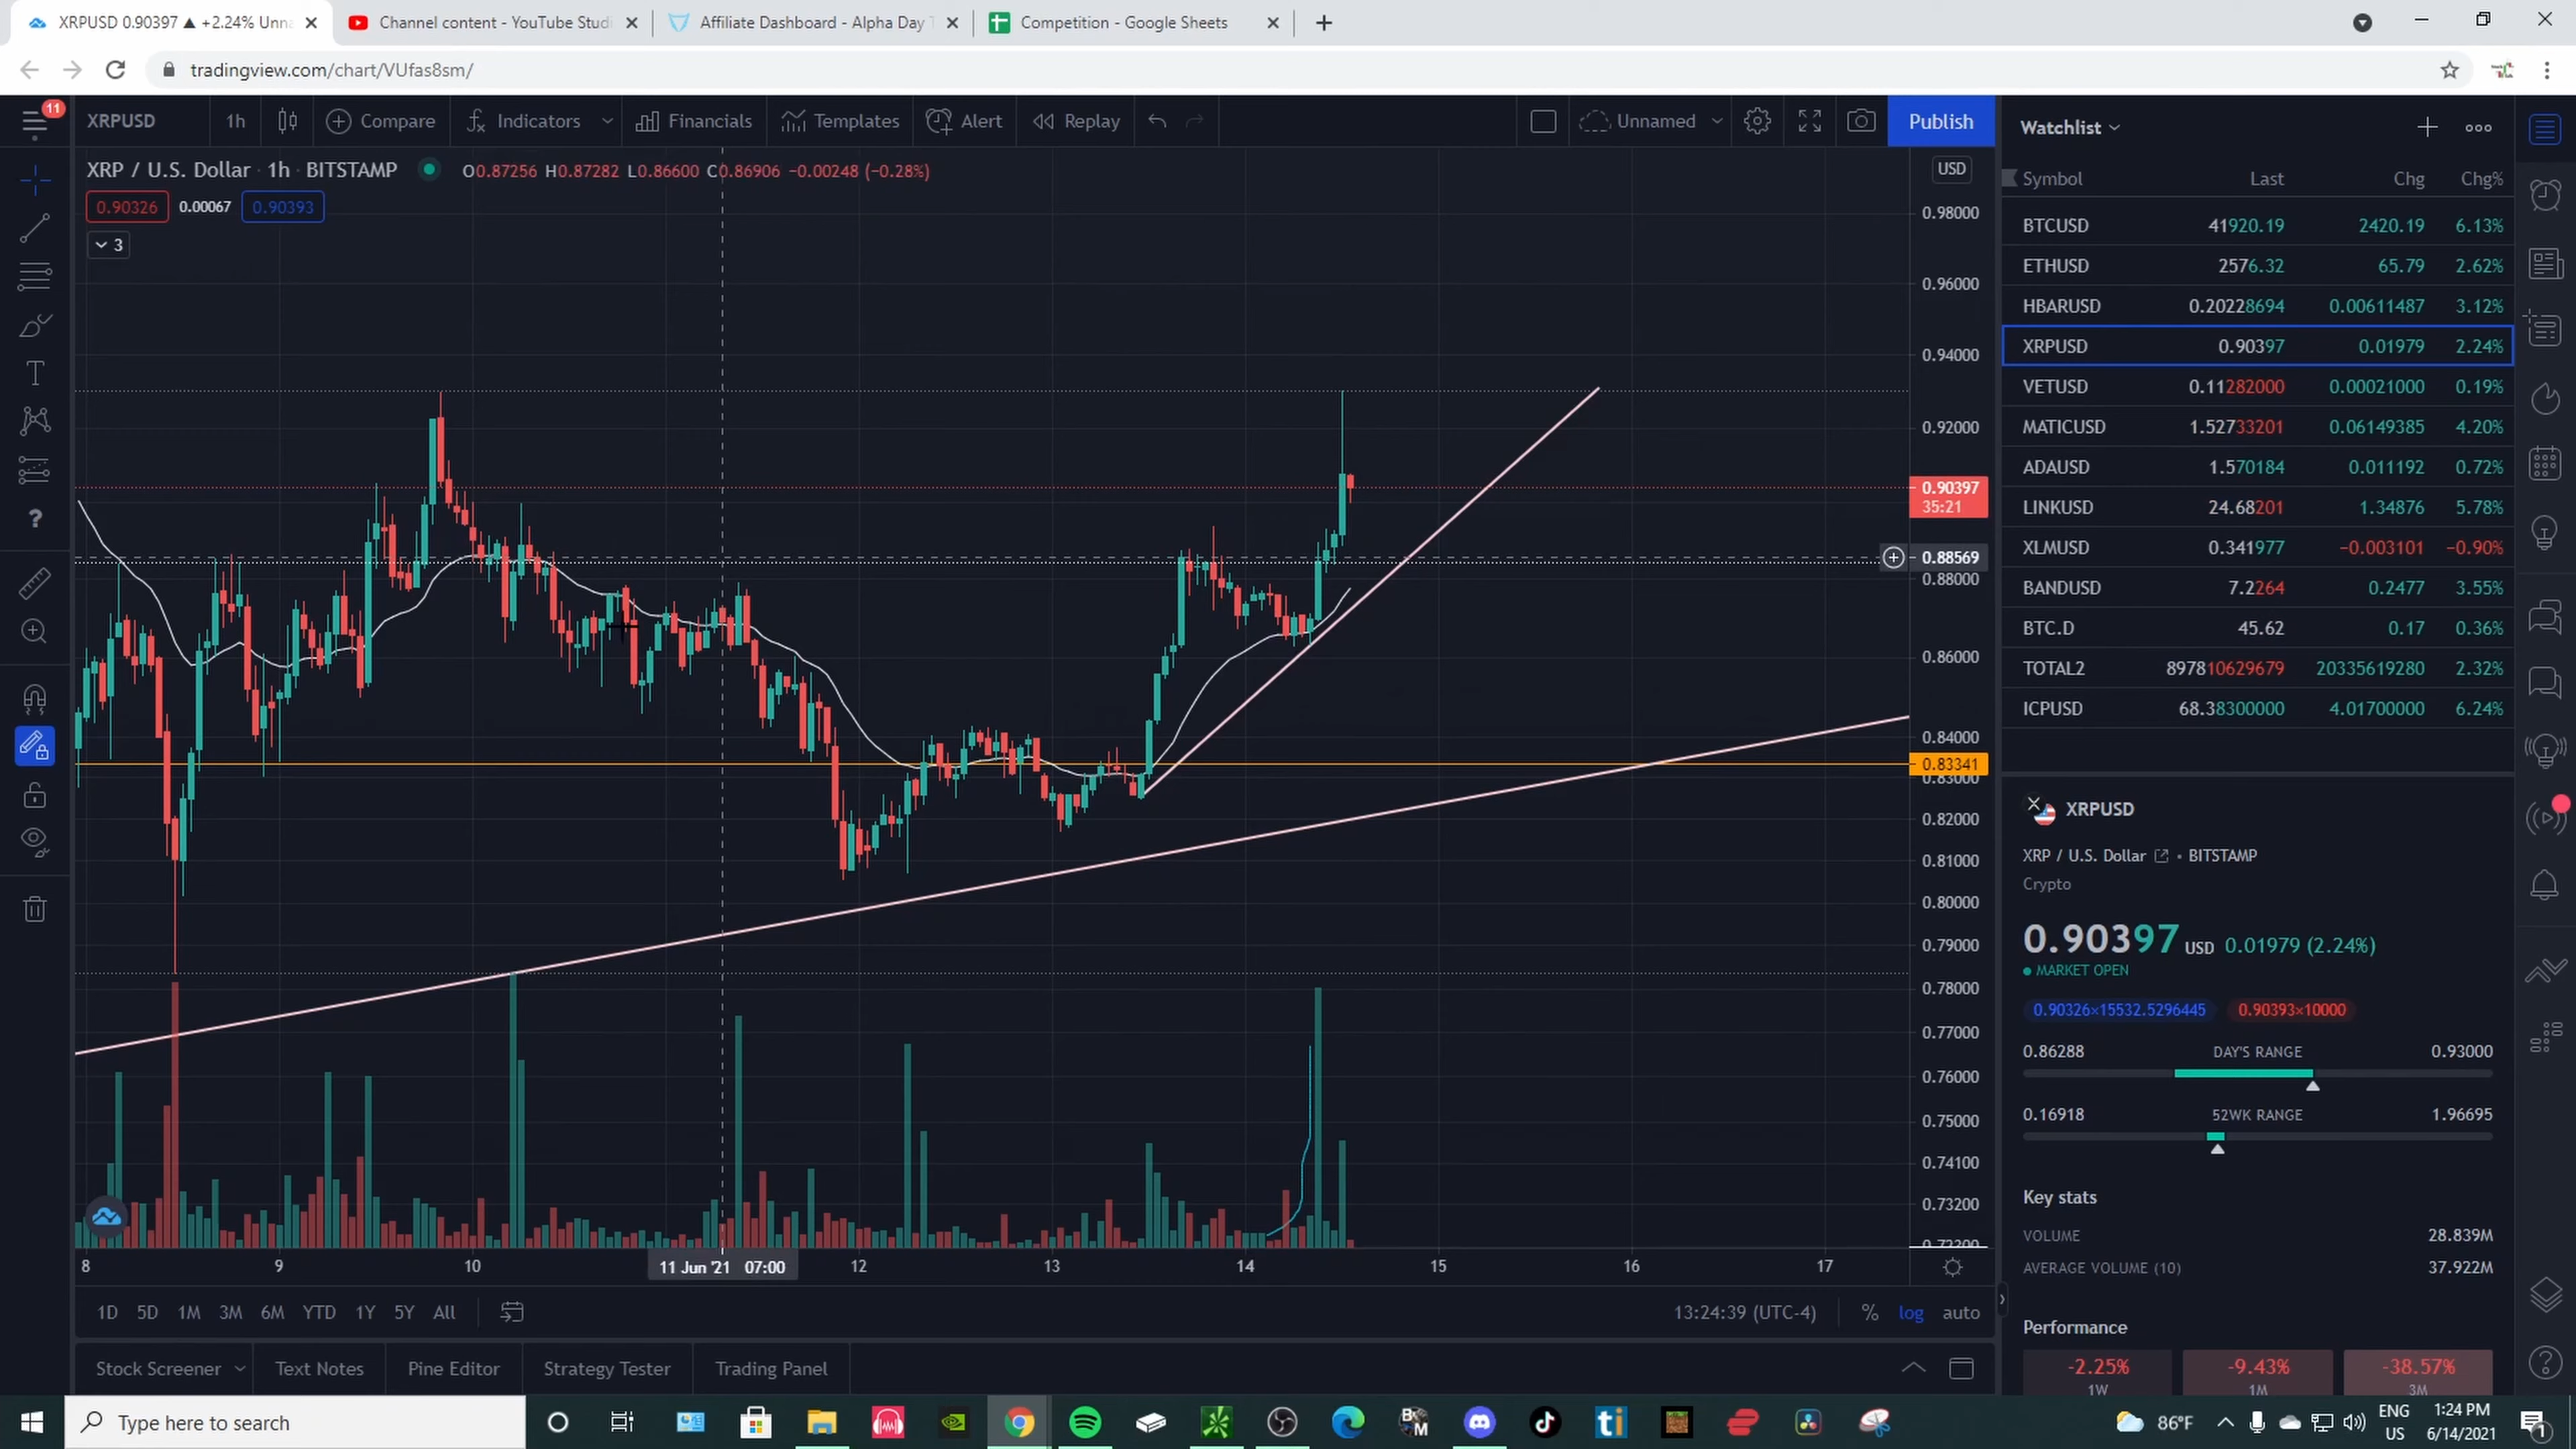 XRPUSD 0.90397 ▲ +2.24% Unna
Channel content - YouTube Studi
Affiliate Dashboard - Alpha Day T
Competition - Google Sheets
tradingview.com/chart/VUfas8sm/
11
XRPUSD 1h Compare Indicators Financials Templates Alert Replay Unnamed Publish
XRP / U.S. Dollar · 1h · BITSTAMP O0.87256 H0.87282 L0.86600 C0.86906 −0.00248 (−0.28%)
0.90326 0.00067 0.90393
3
USD
0.98000
0.96000
0.94000
0.92000
0.90397
35:21
0.88569
0.88000
0.86000
0.84000
0.83341
0.83000
0.82000
0.81000
0.80000
0.79000
0.78000
0.77000
0.76000
0.75000
0.74100
0.73200
0.72200
8 9 10 11 Jun '21 07:00 12 13 14 15 16 17
1D 5D 1M 3M 6M YTD 1Y 5Y All 13:24:39 (UTC-4) % log auto
Stock Screener Text Notes Pine Editor Strategy Tester Trading Panel
Watchlist
Symbol Last Chg Chg%
BTCUSD 41920.19 2420.19 6.13%
ETHUSD 2576.32 65.79 2.62%
HBARUSD 0.20228694 0.00611487 3.12%
XRPUSD 0.90397 0.01979 2.24%
VETUSD 0.11282000 0.00021000 0.19%
MATICUSD 1.52733201 0.06149385 4.20%
ADAUSD 1.570184 0.011192 0.72%
LINKUSD 24.68201 1.34876 5.78%
XLMUSD 0.341977 −0.003101 −0.90%
BANDUSD 7.2264 0.2477 3.55%
BTC.D 45.62 0.17 0.36%
TOTAL2 897810629679 20335619280 2.32%
ICPUSD 68.38300000 4.01700000 6.24%
XRPUSD
XRP / U.S. Dollar • BITSTAMP
Crypto
0.90397 USD 0.01979 (2.24%)
MARKET OPEN
0.90326×15532.5296445 0.90393×10000
0.86288 DAY'S RANGE 0.93000
0.16918 52WK RANGE 1.96695
Key stats
VOLUME 28.839M
AVERAGE VOLUME (10) 37.922M
Performance
-2.25% -9.43% -38.57%
1W 1M 3M
Type here to search
86°F ENG 1:24 PM
US 6/14/2021
1